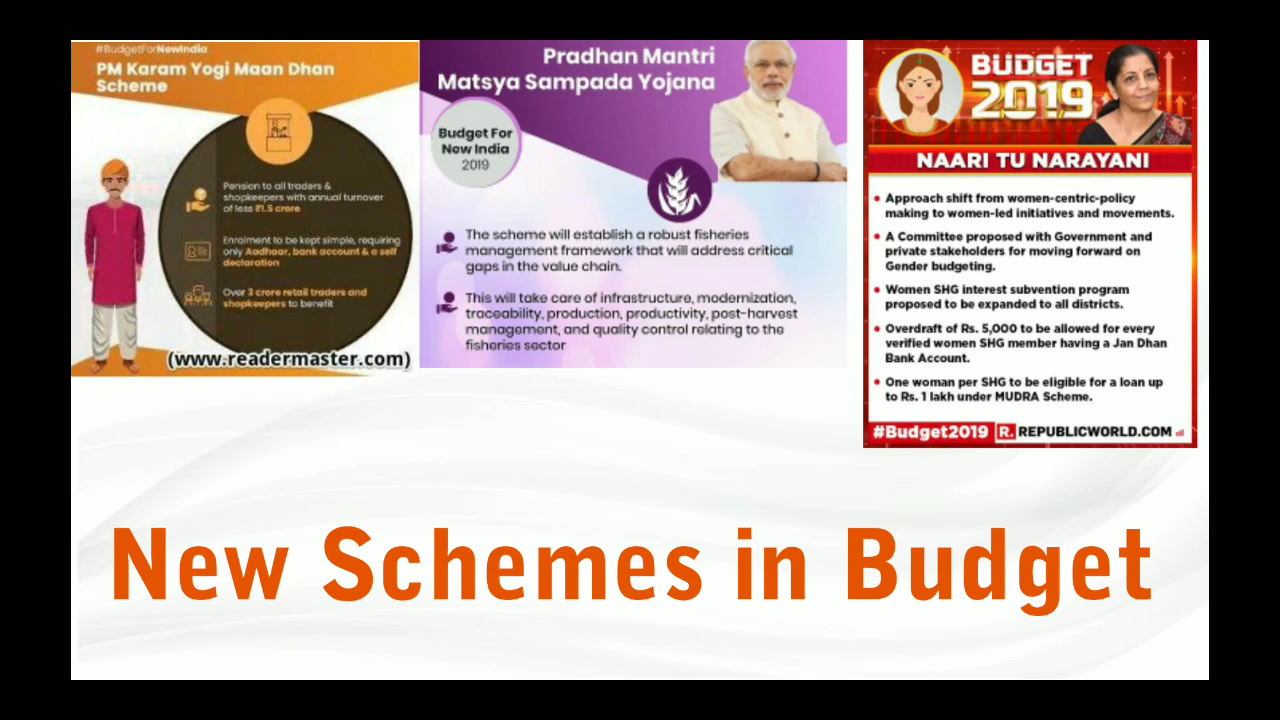 #BudgetForNewIndia
PM Karam Yogi Maan Dhan
Scheme
Pension to all traders &
shopkeepers with annual turnover
of less ₹1.5 crore
Enrolment to be kept simple, requiring
only Aadhaar, bank account & a self
declaration
Over 3 crore retail traders and
shopkeepers to benefit
(www.readermaster.com)
Pradhan Mantri
Matsya Sampada Yojana
Budget For
New India
2019
The scheme will establish a robust fisheries
management framework that will address critical
gaps in the value chain.
This will take care of infrastructure, modernization,
traceability, production, productivity, post-harvest
management, and quality control relating to the
fisheries sector
BUDGET
2019
NAARI TU NARAYANI
• Approach shift from women-centric-policy
making to women-led initiatives and movements.
• A Committee proposed with Government and
private stakeholders for moving forward on
Gender budgeting.
• Women SHG interest subvention program
proposed to be expanded to all districts.
• Overdraft of Rs. 5,000 to be allowed for every
verified women SHG member having a Jan Dhan
Bank Account.
• One woman per SHG to be eligible for a loan up
to Rs. 1 lakh under MUDRA Scheme.
#Budget2019 R. REPUBLICWORLD.COM
New Schemes in Budget